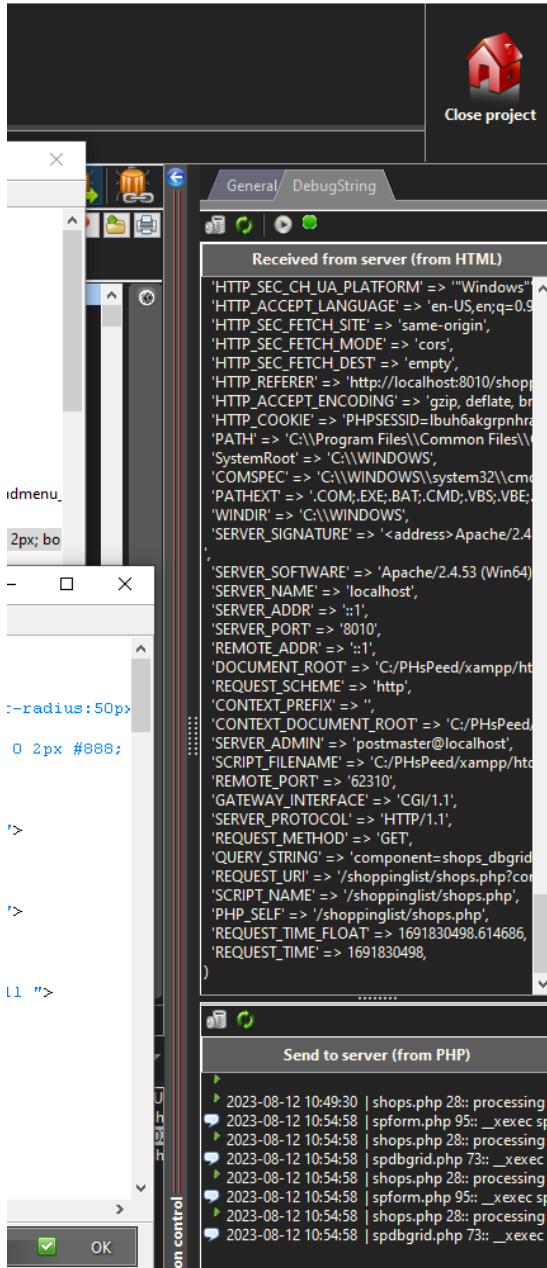 Close project
General
DebugString
Received from server (from HTML)
'HTTP_SEC_CH_UA_PLATFORM' => '"Windows"'
'HTTP_ACCEPT_LANGUAGE' => 'en-US,en;q=0.9
'HTTP_SEC_FETCH_SITE' => 'same-origin',
'HTTP_SEC_FETCH_MODE' => 'cors',
'HTTP_SEC_FETCH_DEST' => 'empty',
'HTTP_REFERER' => 'http://localhost:8010/shopp
'HTTP_ACCEPT_ENCODING' => 'gzip, deflate, br
'HTTP_COOKIE' => 'PHPSESSID=lbuh6akgrpnhra
'PATH' => 'C:\\Program Files\\Common Files\\
'SystemRoot' => 'C:\\WINDOWS',
'COMSPEC' => 'C:\\WINDOWS\\system32\\cmd
'PATHEXT' => '.COM;.EXE;.BAT;.CMD;.VBS;.VBE;
'WINDIR' => 'C:\\WINDOWS',
'SERVER_SIGNATURE' => '<address>Apache/2.4
',
'SERVER_SOFTWARE' => 'Apache/2.4.53 (Win64)
'SERVER_NAME' => 'localhost',
'SERVER_ADDR' => '::1',
'SERVER_PORT' => '8010',
'REMOTE_ADDR' => '::1',
'DOCUMENT_ROOT' => 'C:/PHsPeed/xampp/ht
'REQUEST_SCHEME' => 'http',
'CONTEXT_PREFIX' => '',
'CONTEXT_DOCUMENT_ROOT' => 'C:/PHsPeed/
'SERVER_ADMIN' => 'postmaster@localhost',
'SCRIPT_FILENAME' => 'C:/PHsPeed/xampp/htd
'REMOTE_PORT' => '62310',
'GATEWAY_INTERFACE' => 'CGI/1.1',
'SERVER_PROTOCOL' => 'HTTP/1.1',
'REQUEST_METHOD' => 'GET',
'QUERY_STRING' => 'component=shops_dbgrid
'REQUEST_URI' => '/shoppinglist/shops.php?cor
'SCRIPT_NAME' => '/shoppinglist/shops.php',
'PHP_SELF' => '/shoppinglist/shops.php',
'REQUEST_TIME_FLOAT' => 1691830498.614686,
'REQUEST_TIME' => 1691830498,
)
Send to server (from PHP)
2023-08-12 10:49:30 | shops.php 28:: processing
2023-08-12 10:54:58 | spform.php 95:: __xexec sp
2023-08-12 10:54:58 | shops.php 28:: processing
2023-08-12 10:54:58 | spdbgrid.php 73:: __xexec
2023-08-12 10:54:58 | shops.php 28:: processing
2023-08-12 10:54:58 | spform.php 95:: __xexec sp
2023-08-12 10:54:58 | shops.php 28:: processing
2023-08-12 10:54:58 | spdbgrid.php 73:: __xexec
admenu_
2px; bo
r-radius:50px
0 2px #888;
">
">
ll ">
OK
on control